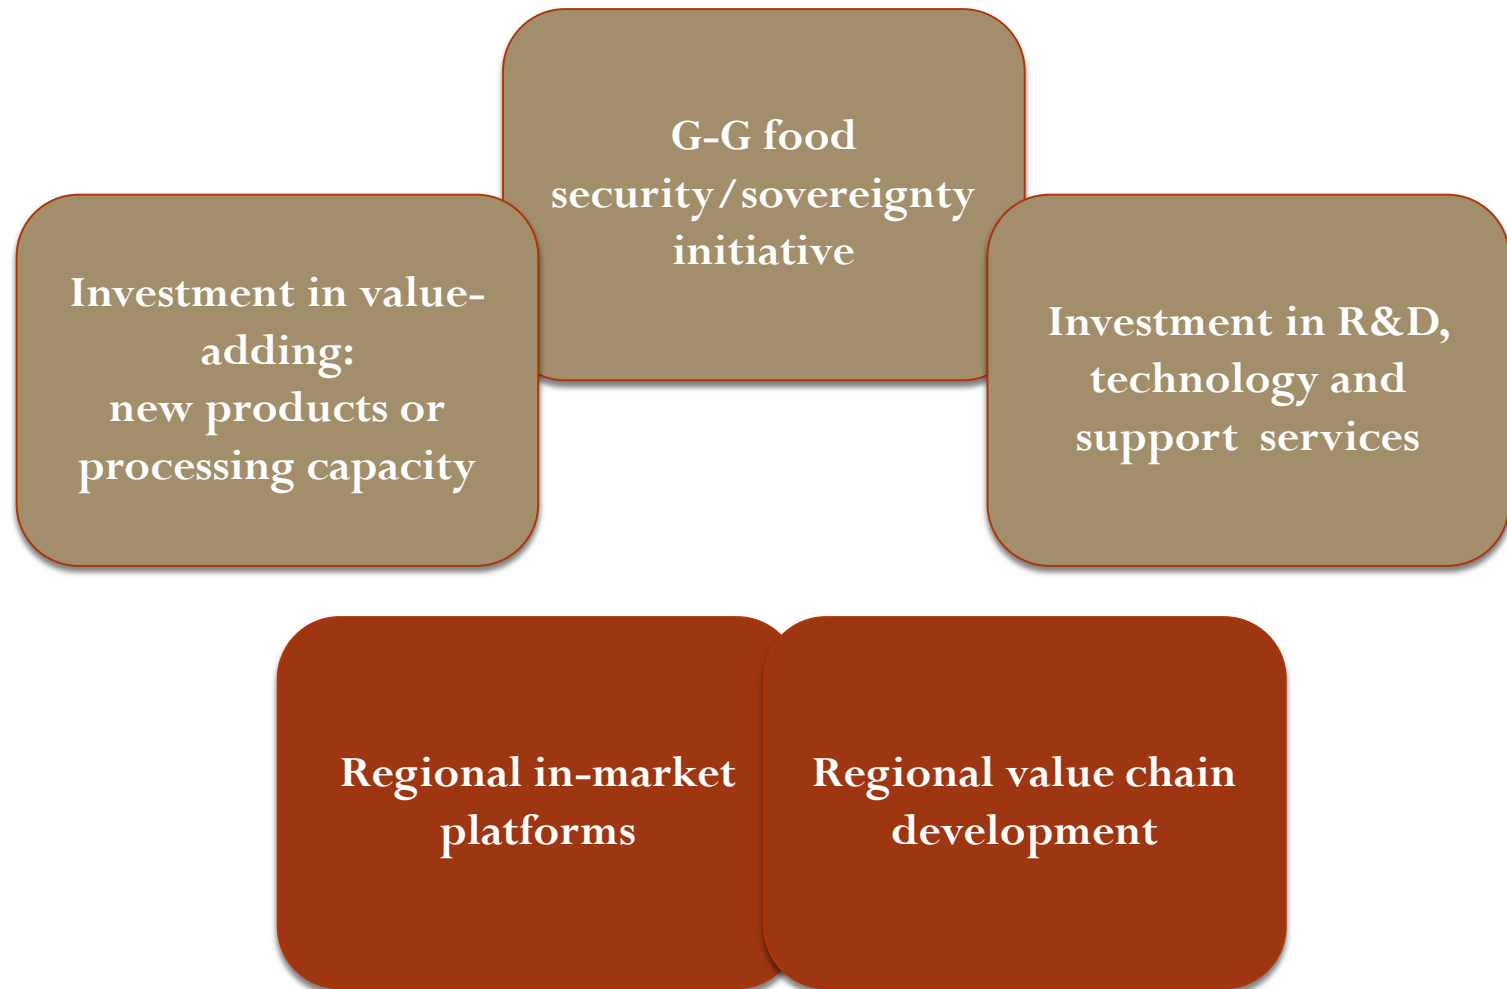 G-G food
security/sovereignty
initiative
Investment in value-
adding:
new products or
processing capacity
Investment in R&D,
technology and
support services
Regional in-market
platforms
Regional value chain
development